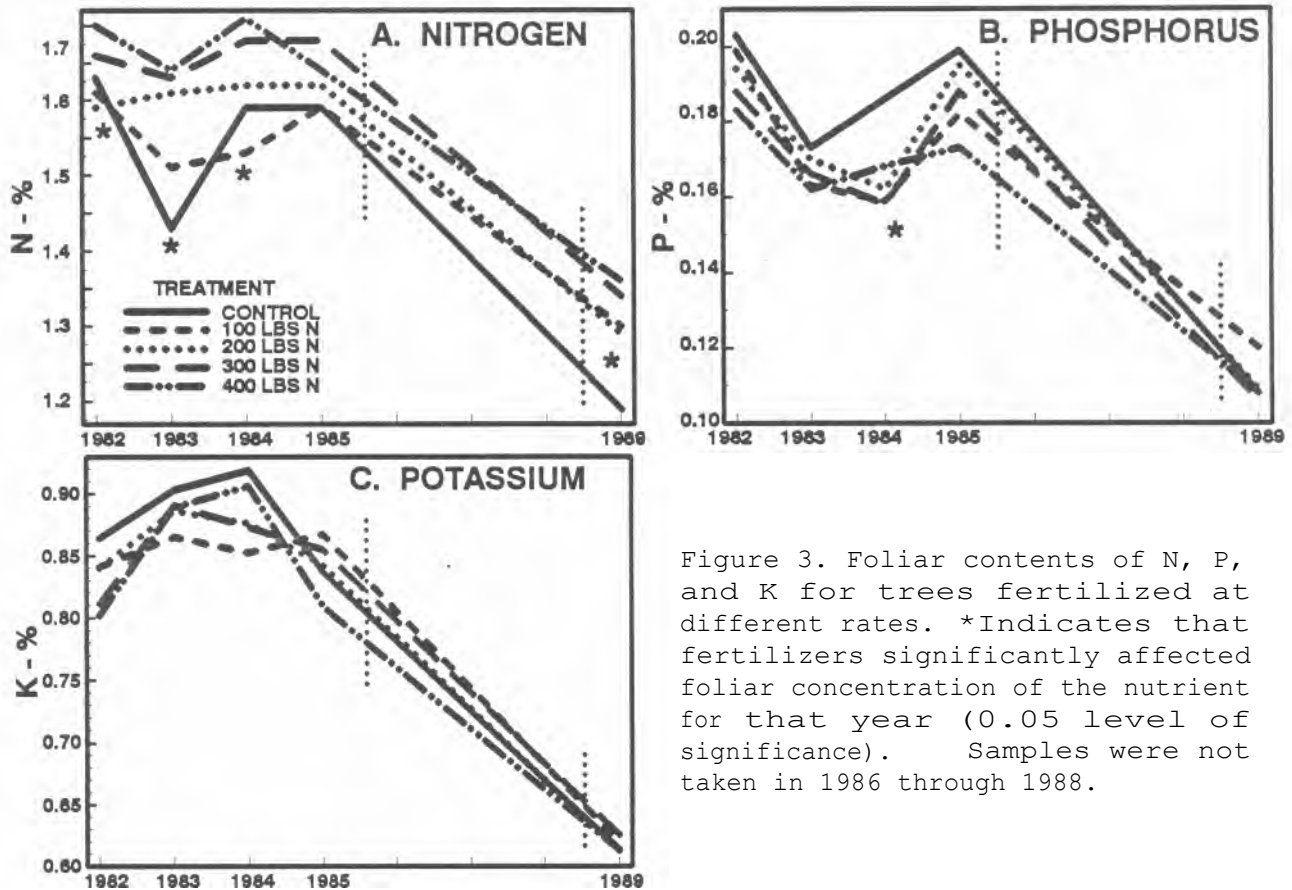 A. NITROGEN
N - %
1.7
1.6
1.5
1.4
1.3
1.2
*
*
*
*
TREATMENT
CONTROL
100 LBS N
200 LBS N
300 LBS N
400 LBS N
1982 1983 1984 1985 1989
B. PHOSPHORUS
P - %
0.20
0.18
0.16
0.14
0.12
0.10
*
1982 1983 1984 1985 1989
C. POTASSIUM
K - %
0.90
0.85
0.80
0.75
0.70
0.65
0.60
1982 1983 1984 1985 1989
Figure 3. Foliar contents of N, P,
and K for trees fertilized at
different rates. *Indicates that
fertilizers significantly affected
foliar concentration of the nutrient
for that year (0.05 level of
significance). Samples were not
taken in 1986 through 1988.